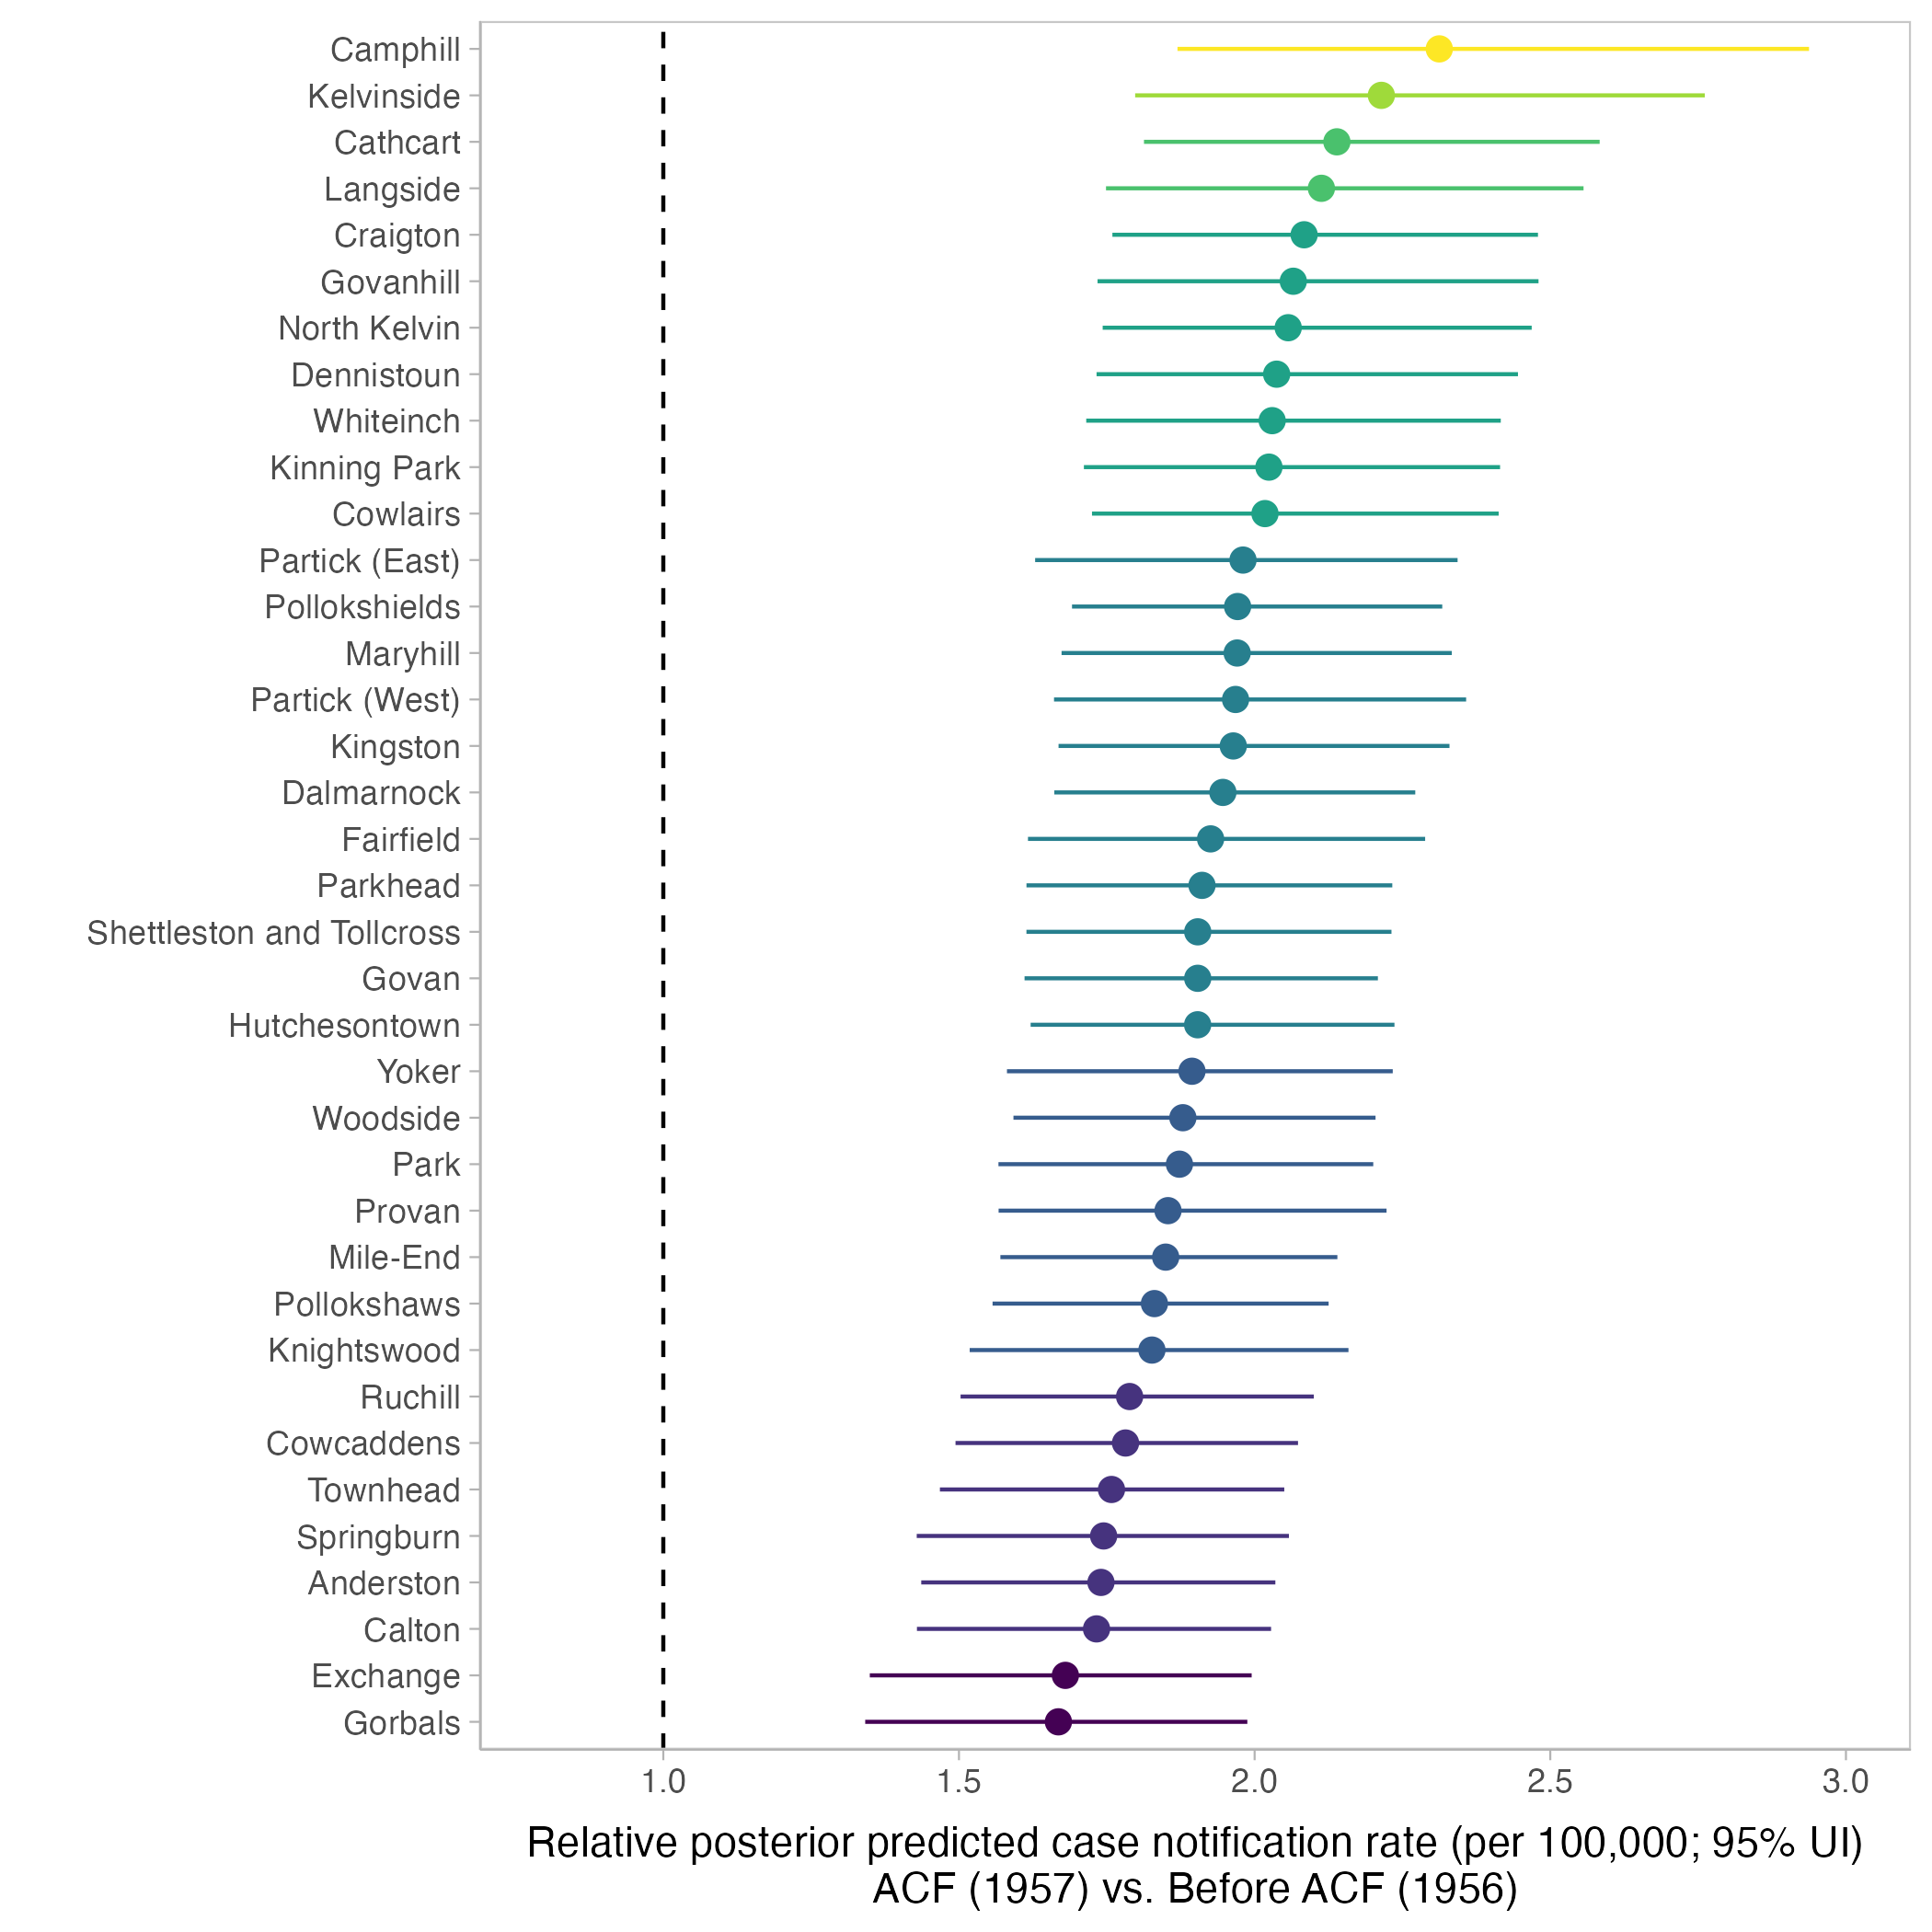 Camphill
Kelvinside
Cathcart
Langside
Craigton
Govanhill
North Kelvin
Dennistoun
Whiteinch
Kinning Park
Cowlairs
Partick (East)
Pollokshields
Maryhill
Partick (West)
Kingston
Dalmarnock
Fairfield
Parkhead
Shettleston and Tollcross
Govan
Hutchesontown
Yoker
Woodside
Park
Provan
Mile-End
Pollokshaws
Knightswood
Ruchill
Cowcaddens
Townhead
Springburn
Anderston
Calton
Exchange
Gorbals
1.0 1.5 2.0 2.5 3.0
Relative posterior predicted case notification rate (per 100,000; 95% UI)
ACF (1957) vs. Before ACF (1956)